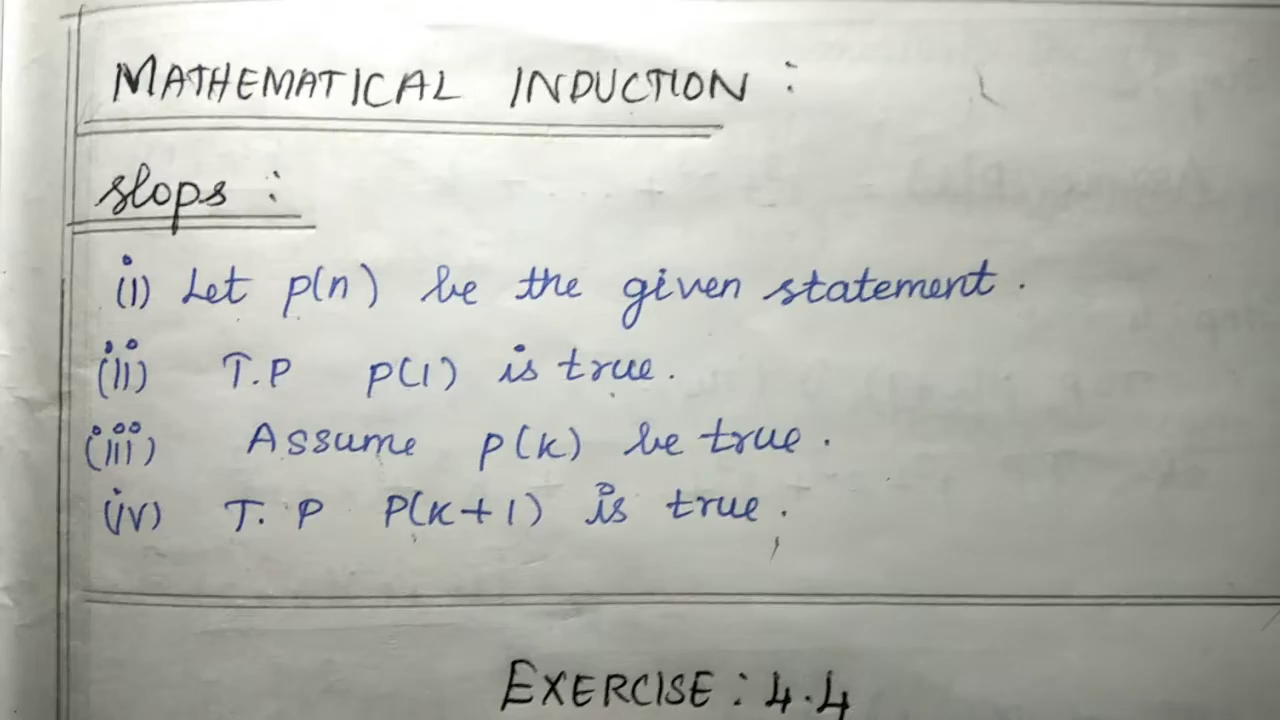 MATHEMATICAL INDUCTION :
slops :
(i) Let p(n) be the given statement .
(ii) T.P p(1) is true .
(iii) Assume p(k) be true .
(iv) T. P P(k+1) is true .
EXERCISE : 4.4